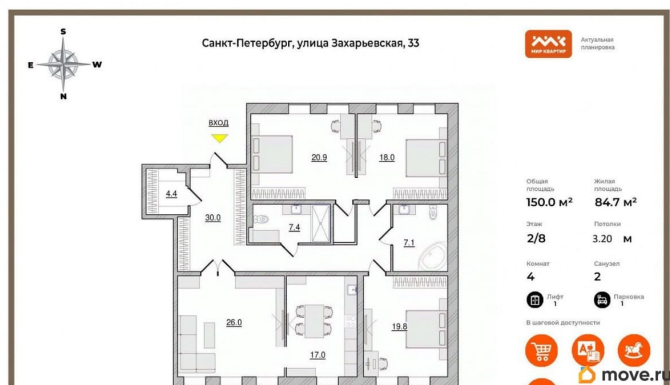 S
E W
N
Санкт-Петербург, улица Захарьевская, 33
МИР КВАРТИР
Актуальная
планировка
ВХОД
4.4
30.0
20.9
18.0
7.4
7.1
26.0
17.0
19.8
Общая
площадь
150.0 м²
Жилая
площадь
84.7 м²
Этаж
2/8
Потолки
3.20 м
Комнат
4
Санузел
2
Лифт
1
Парковка
1
В шаговой доступности
move.ru